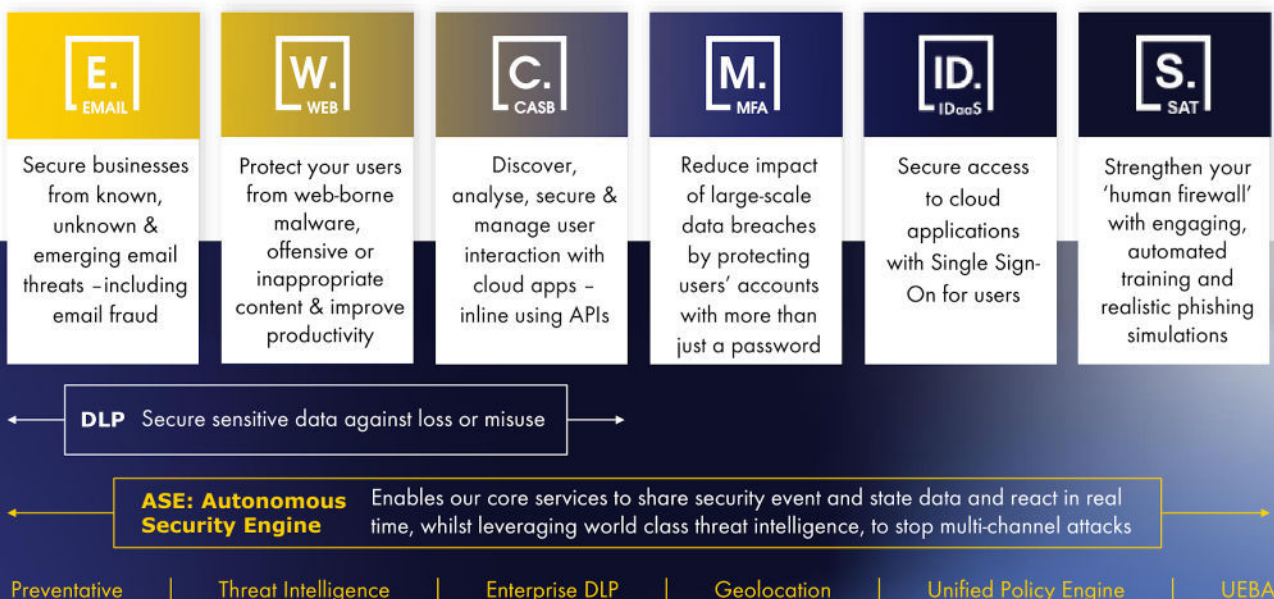 E.
EMAIL
Secure businesses
from known,
unknown &
emerging email
threats –including
email fraud
W.
WEB
Protect your users
from web-borne
malware,
offensive or
inappropriate
content & improve
productivity
C.
CASB
Discover,
analyse, secure &
manage user
interaction with
cloud apps –
inline using APIs
M.
MFA
Reduce impact
of large-scale
data breaches
by protecting
users’ accounts
with more than
just a password
ID.
IDaaS
Secure access
to cloud
applications
with Single Sign-
On for users
S.
SAT
Strengthen your
‘human firewall’
with engaging,
automated
training and
realistic phishing
simulations
DLP Secure sensitive data against loss or misuse
ASE: Autonomous
Security Engine
Enables our core services to share security event and state data and react in real
time, whilst leveraging world class threat intelligence, to stop multi-channel attacks
Preventative | Threat Intelligence | Enterprise DLP | Geolocation | Unified Policy Engine | UEBA